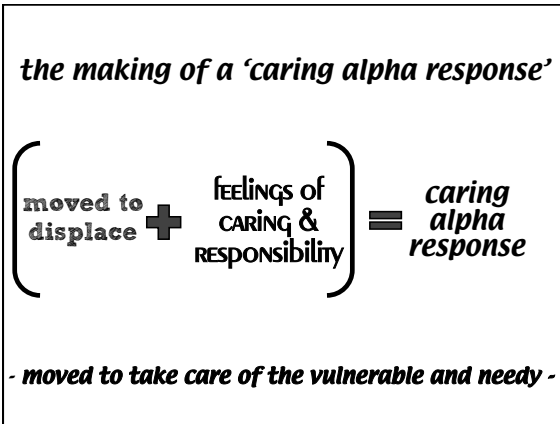 the making of a ‘caring alpha response’
moved to
displace
+
feelings of
caring &
responsibility
=
caring
alpha
response
- moved to take care of the vulnerable and needy -